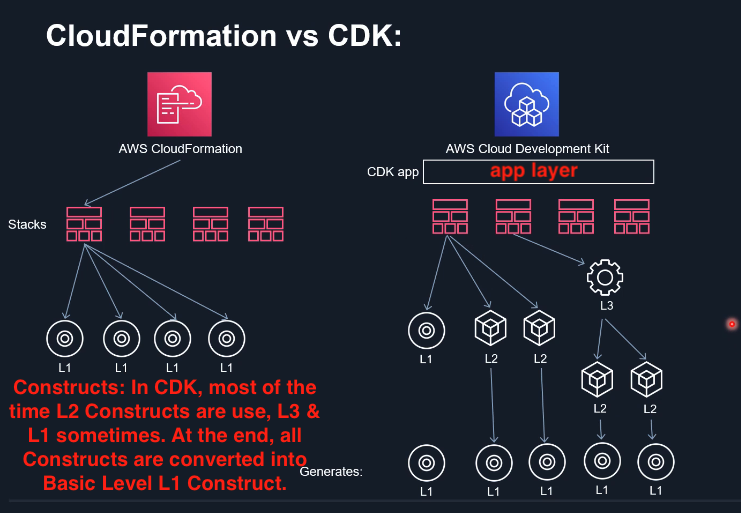 CloudFormation vs CDK:
AWS CloudFormation
AWS Cloud Development Kit
CDK app
app layer
Stacks
L3
L1
L1
L1
L1
L1
L2
L2
L2
L2
Constructs: In CDK, most of the
time L2 Constructs are use, L3 &
L1 sometimes. At the end, all
Constructs are converted into
Basic Level L1 Construct.
Generates:
L1
L1
L1
L1
L1